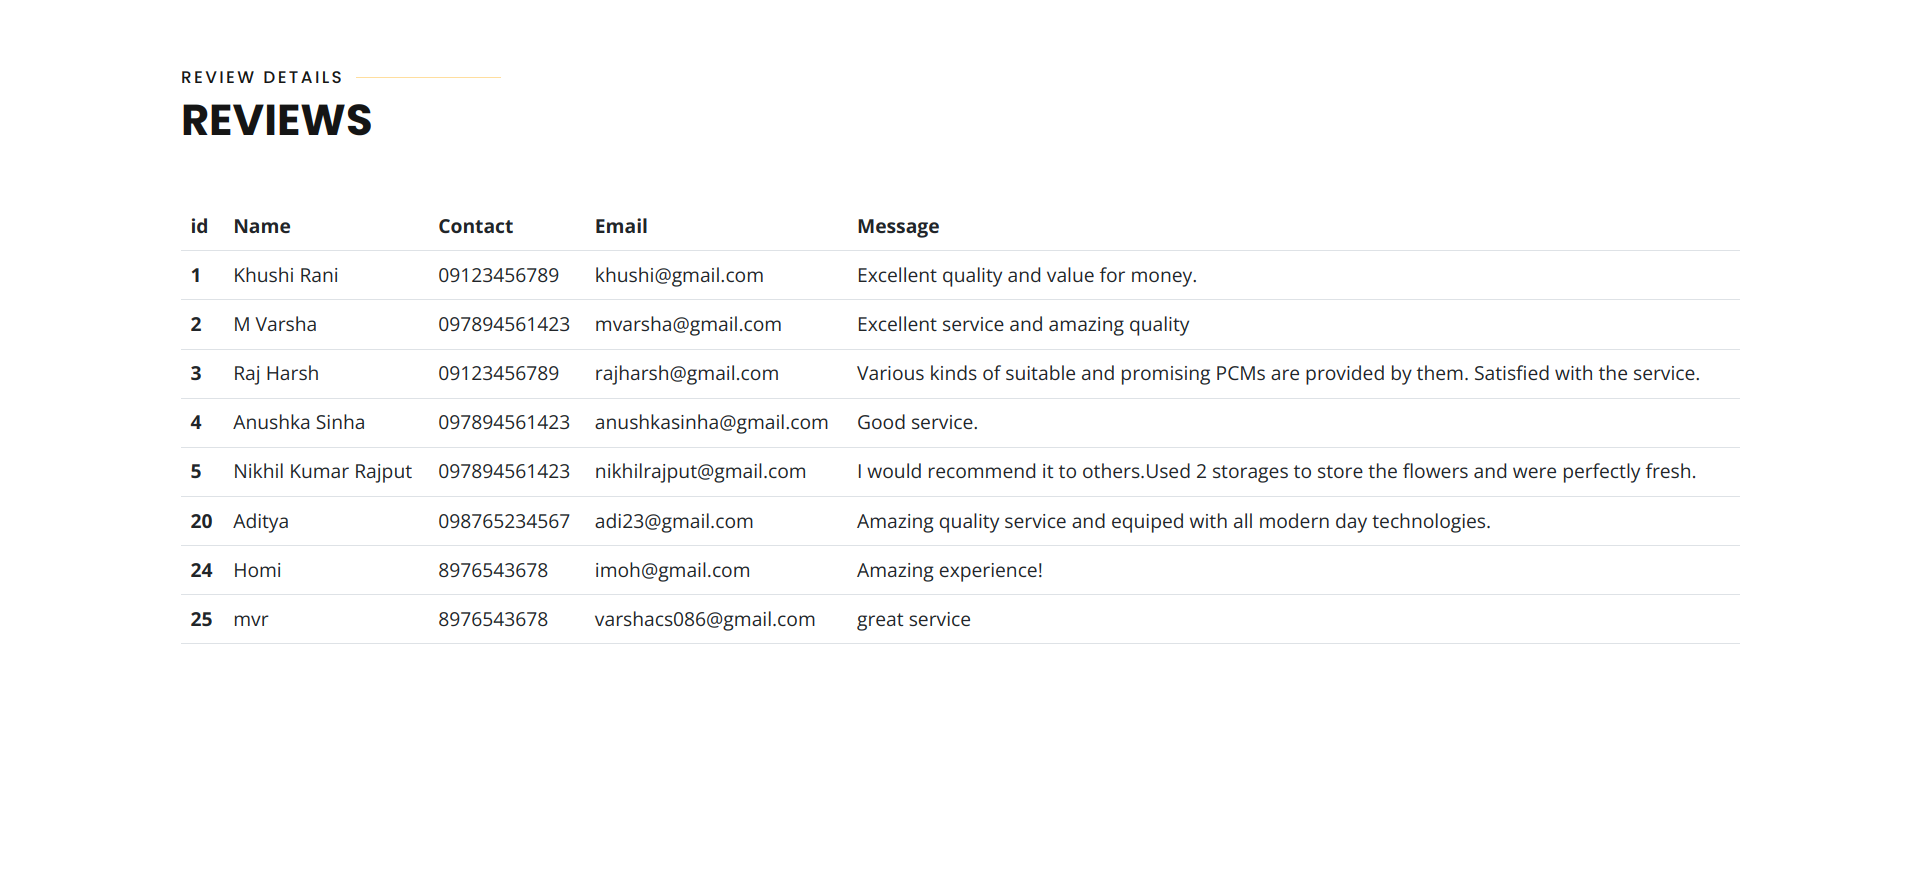 REVIEW DETAILS
REVIEWS
id Name Contact Email Message
1 Khushi Rani 09123456789 khushi@gmail.com Excellent quality and value for money.
2 M Varsha 097894561423 mvarsha@gmail.com Excellent service and amazing quality
3 Raj Harsh 09123456789 rajharsh@gmail.com Various kinds of suitable and promising PCMs are provided by them. Satisfied with the service.
4 Anushka Sinha 097894561423 anushkasinha@gmail.com Good service.
5 Nikhil Kumar Rajput 097894561423 nikhilrajput@gmail.com I would recommend it to others.Used 2 storages to store the flowers and were perfectly fresh.
20 Aditya 098765234567 adi23@gmail.com Amazing quality service and equiped with all modern day technologies.
24 Homi 8976543678 imoh@gmail.com Amazing experience!
25 mvr 8976543678 varshacs086@gmail.com great service